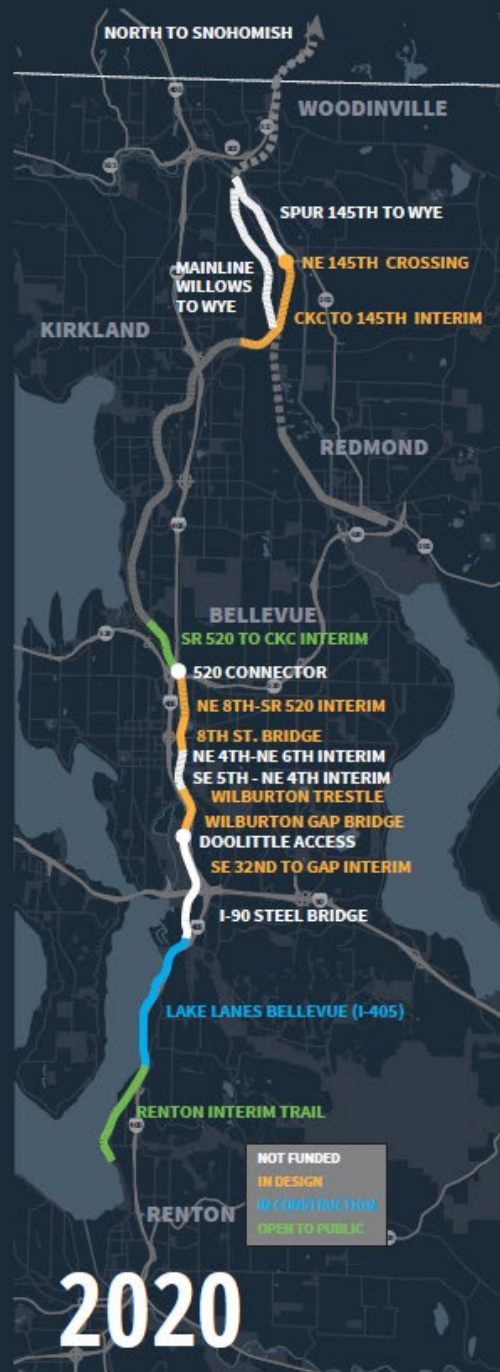 NORTH TO SNOHOMISH
WOODINVILLE
SPUR 145TH TO WYE
NE 145TH CROSSING
MAINLINE
WILLOWS
TO WYE
CKC TO 145TH INTERIM
KIRKLAND
REDMOND
BELLEVUE
SR 520 TO CKC INTERIM
520 CONNECTOR
NE 8TH-SR 520 INTERIM
8TH ST. BRIDGE
NE 4TH-NE 6TH INTERIM
SE 5TH - NE 4TH INTERIM
WILBURTON TRESTLE
WILBURTON GAP BRIDGE
DOOLITTLE ACCESS
SE 32ND TO GAP INTERIM
I-90 STEEL BRIDGE
LAKE LANES BELLEVUE (I-405)
RENTON INTERIM TRAIL
NOT FUNDED
IN DESIGN
IN CONSTRUCTION
OPEN TO PUBLIC
RENTON
2020